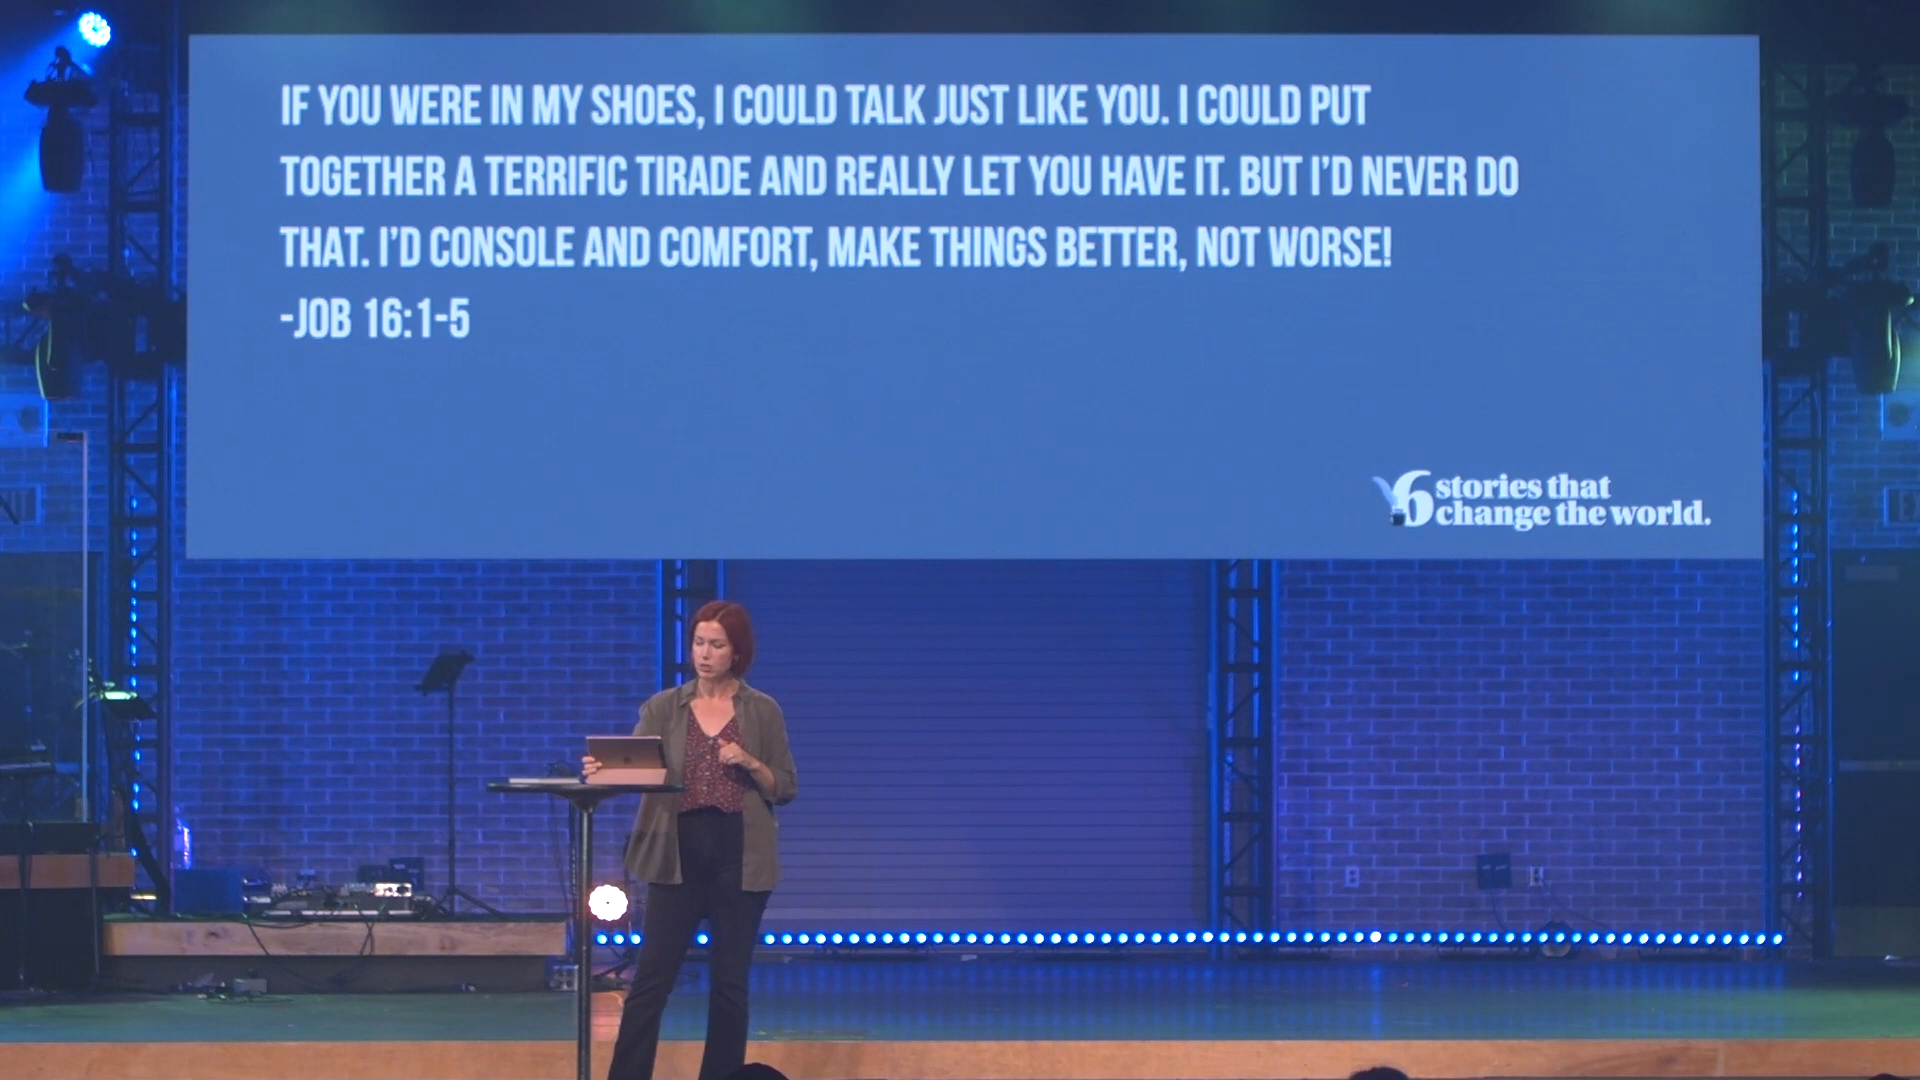 IF YOU WERE IN MY SHOES, I COULD TALK JUST LIKE YOU. I COULD PUT
TOGETHER A TERRIFIC TIRADE AND REALLY LET YOU HAVE IT. BUT I’D NEVER DO
THAT. I’D CONSOLE AND COMFORT, MAKE THINGS BETTER, NOT WORSE!
-JOB 16:1-5
6 stories that
change the world.